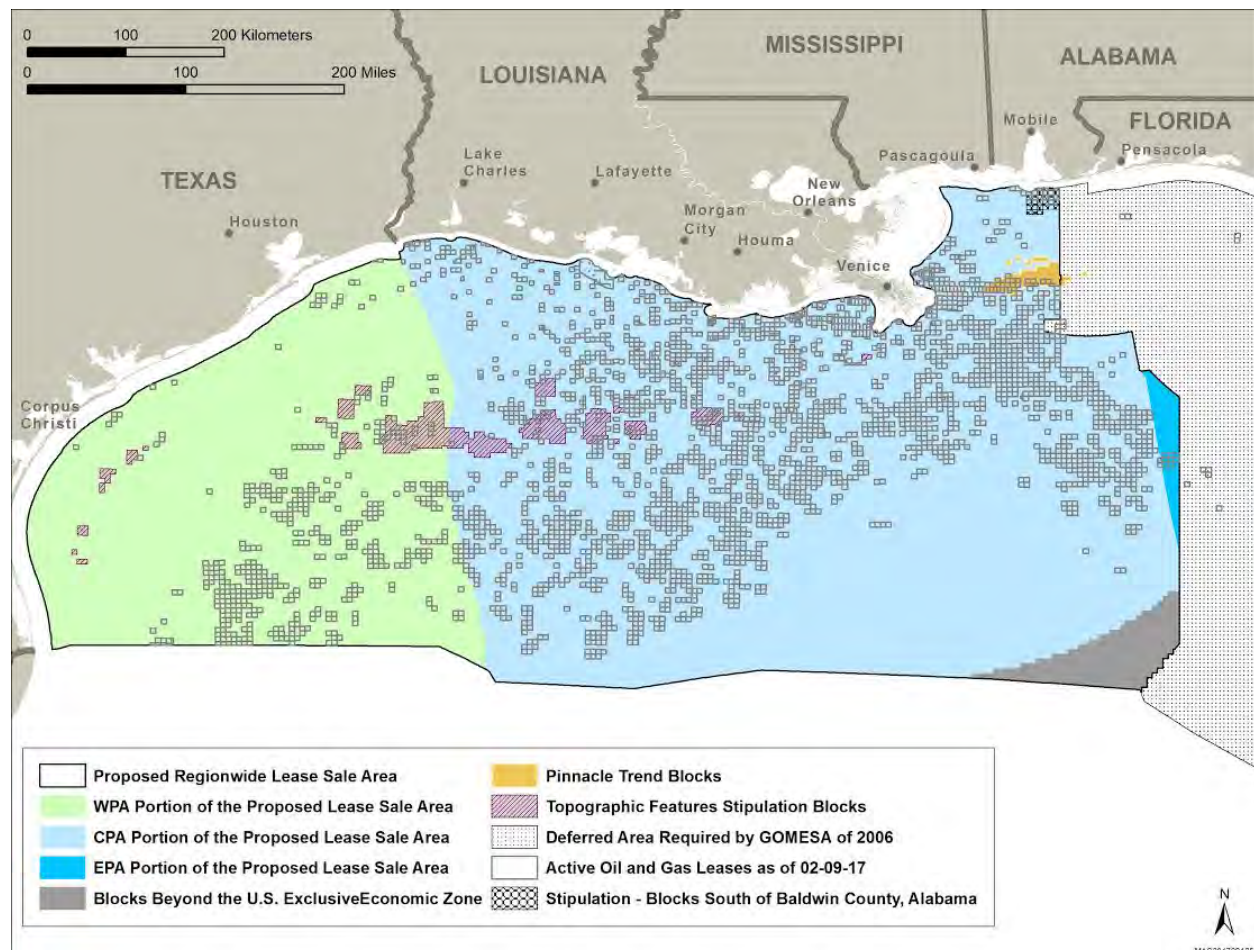 0 100 200 Kilometers
0 100 200 Miles
MISSISSIPPI
ALABAMA
LOUISIANA
FLORIDA
TEXAS
Mobile
Pensacola
Pascagoula
Lake
Charles
Lafayette
New
Orleans
Houston
Morgan
City
Houma
Venice
Corpus
Christi
Proposed Regionwide Lease Sale Area
WPA Portion of the Proposed Lease Sale Area
CPA Portion of the Proposed Lease Sale Area
EPA Portion of the Proposed Lease Sale Area
Blocks Beyond the U.S. ExclusiveEconomic Zone
Pinnacle Trend Blocks
Topographic Features Stipulation Blocks
Deferred Area Required by GOMESA of 2006
Active Oil and Gas Leases as of 02-09-17
Stipulation - Blocks South of Baldwin County, Alabama
N